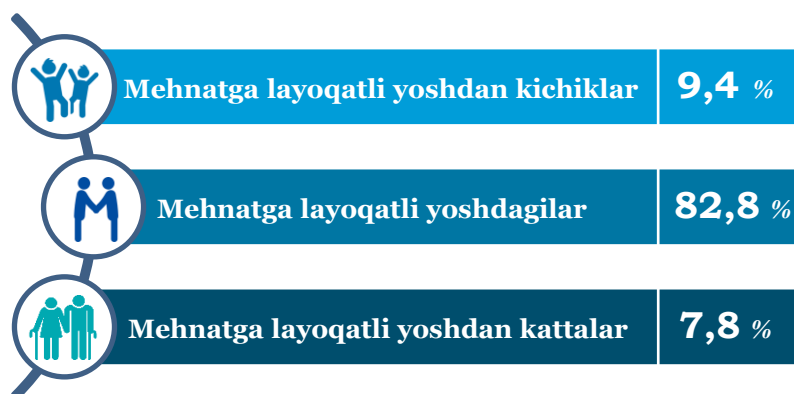 Mehnatga layoqatli yoshdan kichiklar 9,4 %
Mehnatga layoqatli yoshdagilar 82,8 %
Mehnatga layoqatli yoshdan kattalar 7,8 %